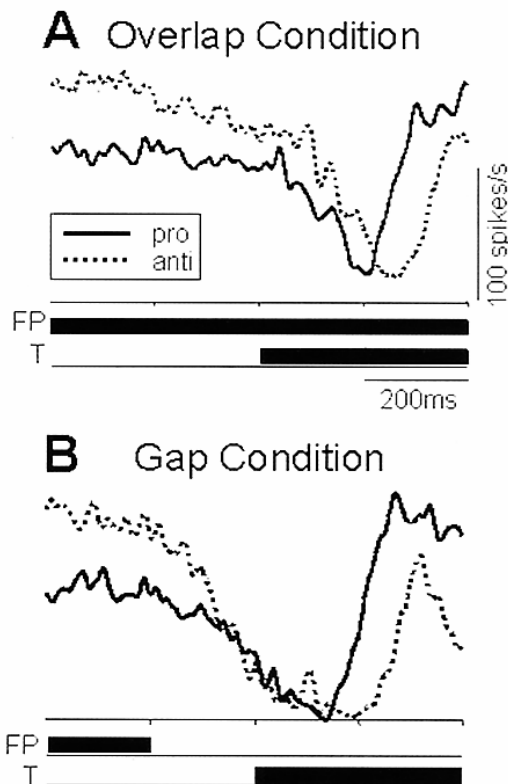 A Overlap Condition
pro
anti
100 spikes/s
FP
T
200ms
B Gap Condition
FP
T